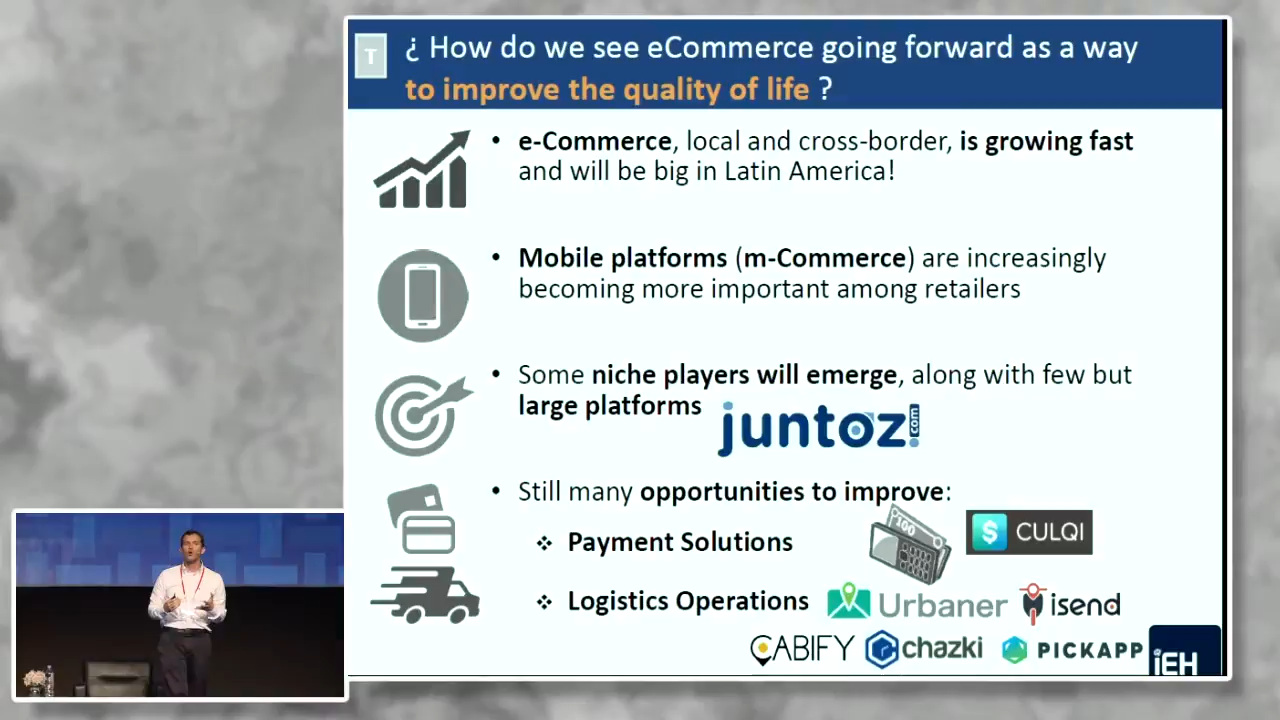 T
¿ How do we see eCommerce going forward as a way
to improve the quality of life ?
• e-Commerce, local and cross-border, is growing fast
and will be big in Latin America!
• Mobile platforms (m-Commerce) are increasingly
becoming more important among retailers
• Some niche players will emerge, along with few but
large platforms
juntoz.com
• Still many opportunities to improve:
❖ Payment Solutions
100
$ CULQI
❖ Logistics Operations
Urbaner
isend
CABIFY
chazki
PICKAPP
iEH